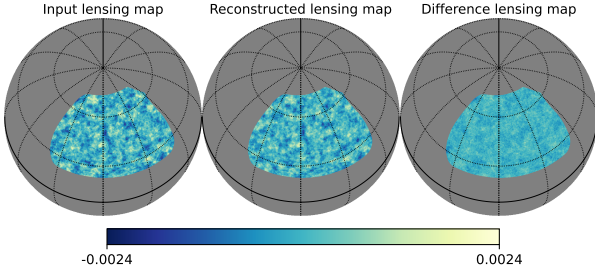 Input lensing map
Reconstructed lensing map
Difference lensing map
-0.0024
0.0024